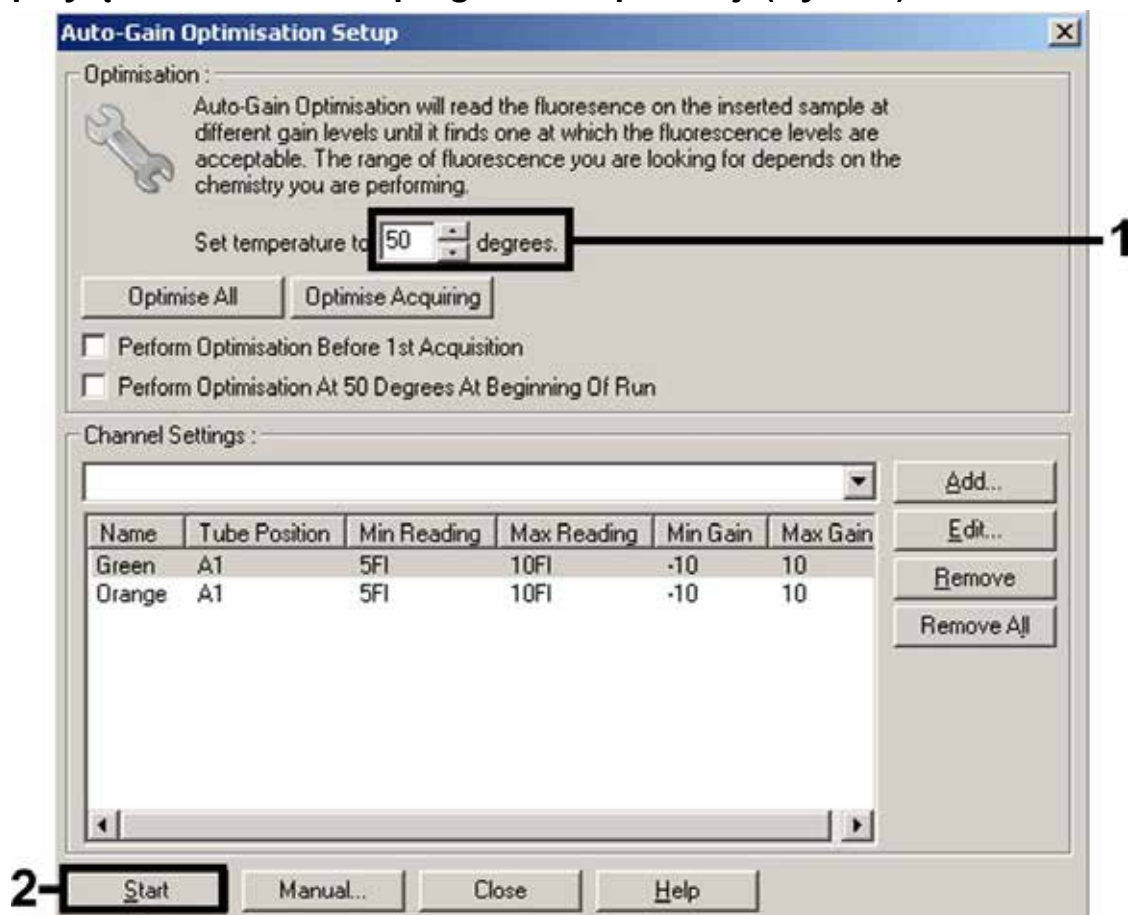 Auto-Gain Optimisation Setup
Optimisation :
Auto-Gain Optimisation will read the fluoresence on the inserted sample at
different gain levels until it finds one at which the fluorescence levels are
acceptable. The range of fluorescence you are looking for depends on the
chemistry you are performing.
Set temperature to 50 degrees.
1
Optimise All Optimise Acquiring
Perform Optimisation Before 1st Acquisition
Perform Optimisation At 50 Degrees At Beginning Of Run
Channel Settings :
Add...
Name Tube Position Min Reading Max Reading Min Gain Max Gain
Edit...
Green A1 5Fl 10Fl -10 10
Remove
Orange A1 5Fl 10Fl -10 10
Remove All
2
Start Manual... Close Help